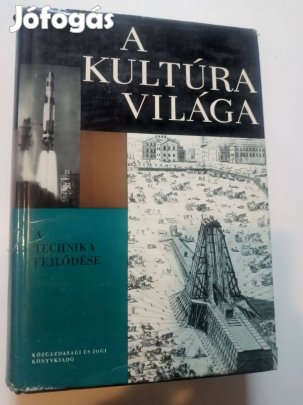 Jófogás
A
KULTÚRA
VILÁGA
A
TECHNIKA
FEJLŐDÉSE
KÖZGAZDASÁGI ÉS JOGI
KÖNYVKIADÓ